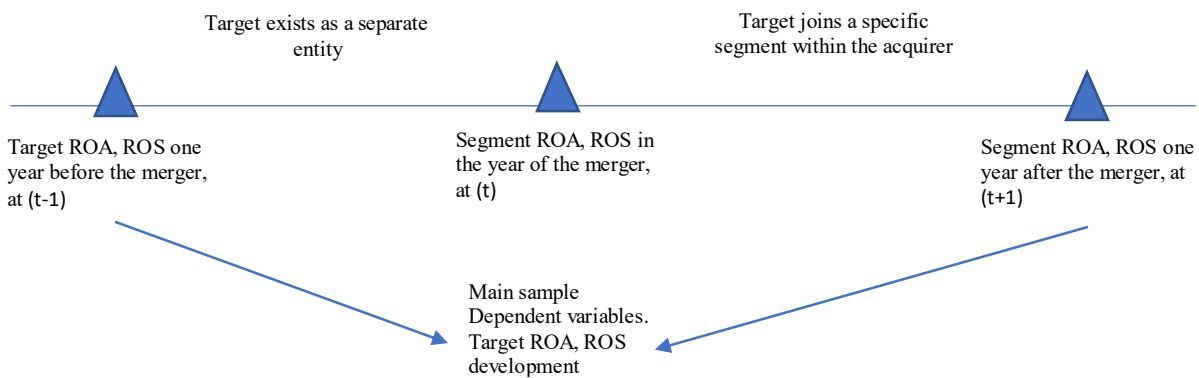 Target exists as a separate
entity
Target joins a specific
segment within the acquirer
Target ROA, ROS one
year before the merger,
at (t-1)
Segment ROA, ROS in
the year of the merger,
at (t)
Segment ROA, ROS one
year after the merger, at
(t+1)
Main sample
Dependent variables.
Target ROA, ROS
development